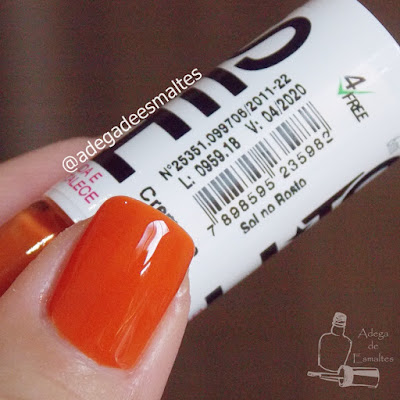 @adegadeesmaltes
4
FREE
Nº25351.099706/2011-22
L: 0959.18 V: 04/2020
7 898595 235982
Sol no Rosto
Adega
de
Esmaltes